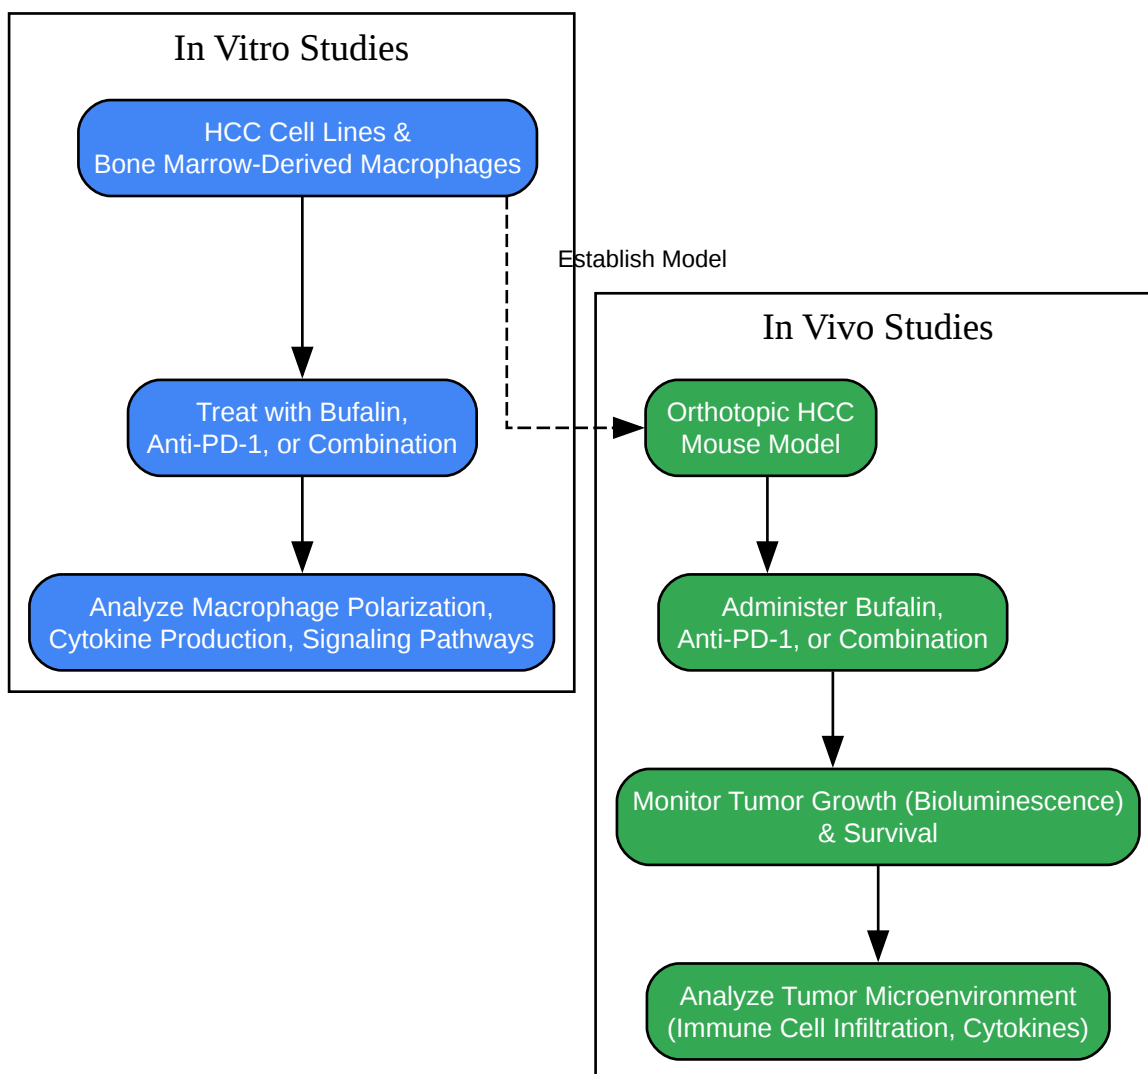 In Vitro Studies
HCC Cell Lines &
Bone Marrow-Derived Macrophages
Establish Model
In Vivo Studies
Treat with Bufalin,
Anti-PD-1, or Combination
Orthotopic HCC
Mouse Model
Analyze Macrophage Polarization,
Cytokine Production, Signaling Pathways
Administer Bufalin,
Anti-PD-1, or Combination
Monitor Tumor Growth (Bioluminescence)
& Survival
Analyze Tumor Microenvironment
(Immune Cell Infiltration, Cytokines)